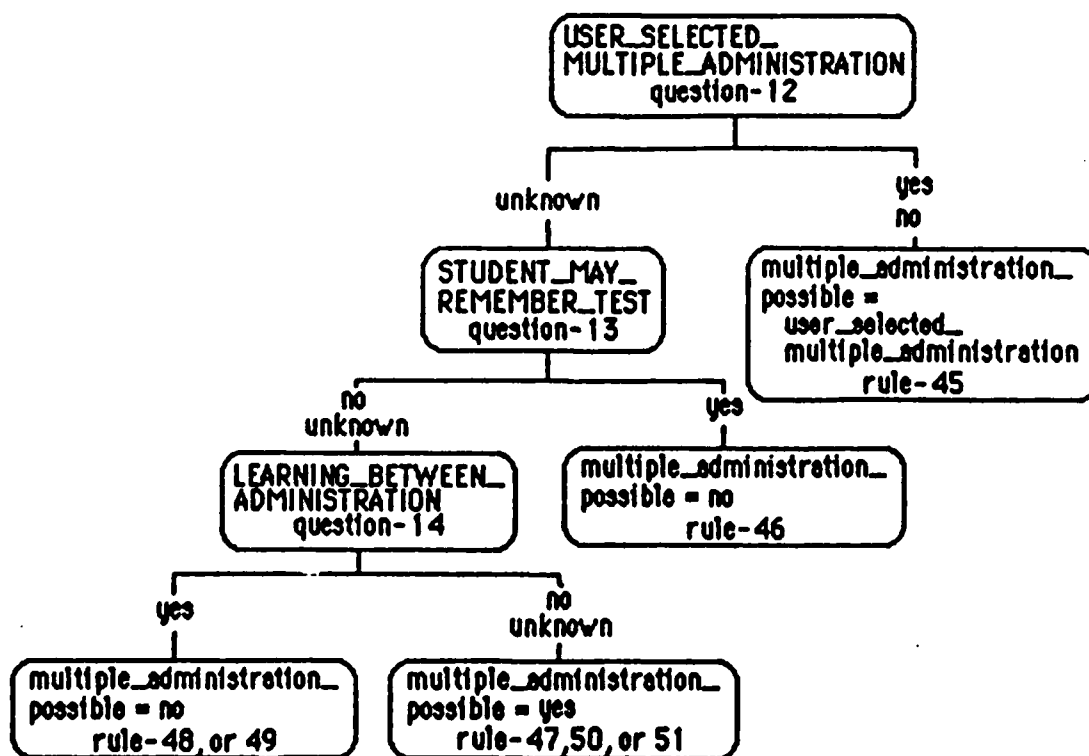 USER_SELECTED_
MULTIPLE_ADMINISTRATION
question-12
unknown
yes
no
STUDENT_MAY_
REMEMBER_TEST
question-13
multiple_administration_
possible =
user_selected_
multiple_administration
rule-45
no
unknown
yes
LEARNING_BETWEEN_
ADMINISTRATION
question-14
multiple_administration_
possible = no
rule-46
yes
no
unknown
multiple_administration_
possible = no
rule-48, or 49
multiple_administration_
possible = yes
rule-47,50, or 51